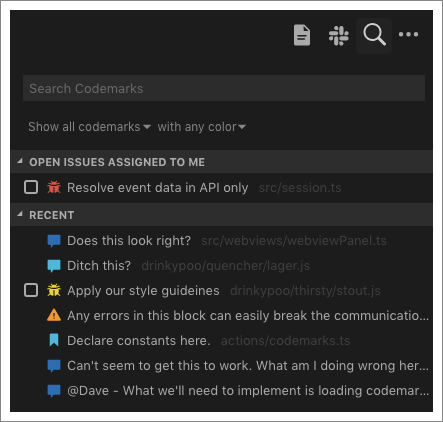 Search Codemarks
Show all codemarks with any color
OPEN ISSUES ASSIGNED TO ME
Resolve event data in API only src/session.ts
RECENT
Does this look right? src/webviews/webviewPanel.ts
Ditch this? drinkypoo/quencher/lager.js
Apply our style guideines drinkypoo/thirsty/stout.js
Any errors in this block can easily break the communicatio...
Declare constants here. actions/codemarks.ts
Can't seem to get this to work. What am I doing wrong her...
@Dave - What we'll need to implement is loading codemar...